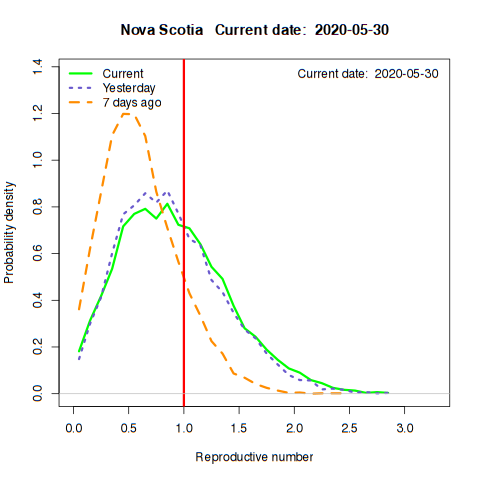 Nova Scotia   Current date:  2020-05-30
Current
Yesterday
7 days ago
Current date:  2020-05-30
Probability density
1.4
1.2
1.0
0.8
0.6
0.4
0.2
0.0
0.0 0.5 1.0 1.5 2.0 2.5 3.0
Reproductive number